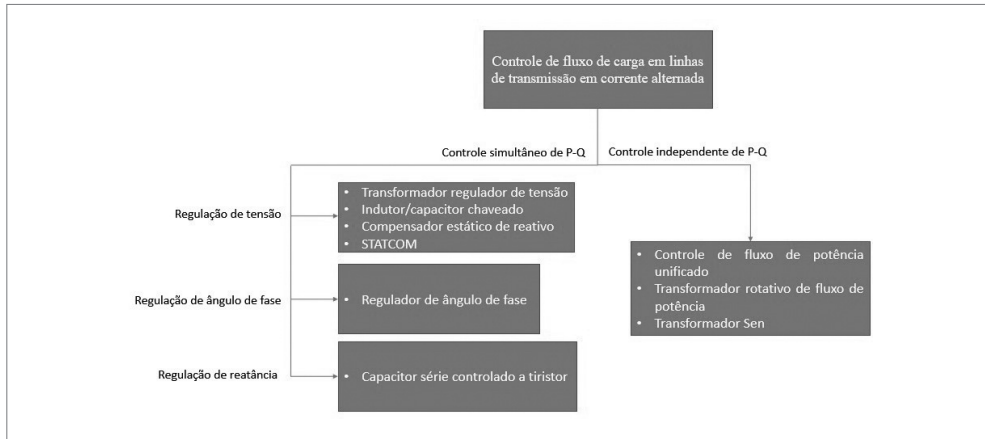 Controle de fluxo de carga em linhas
de transmissão em corrente alternada
Controle simultâneo de P-Q
Controle independente de P-Q
Regulação de tensão
• Transformador regulador de tensão
• Indutor/capacitor chaveado
• Compensador estático de reativo
• STATCOM
Regulação de ângulo de fase
• Regulador de ângulo de fase
Regulação de reatância
• Capacitor série controlado a tiristor
• Controle de fluxo de potência
unificado
• Transformador rotativo de fluxo de
potência
• Transformador Sen